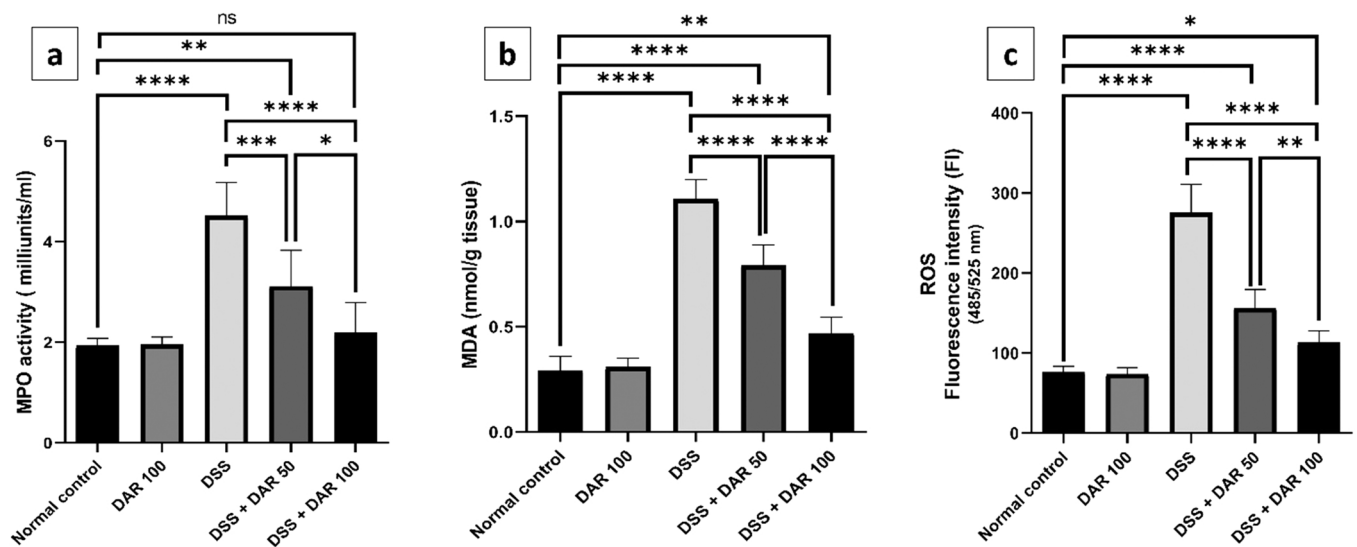 a
ns
**
****
****
***
*
MPO activity ( milliunits/ml)
6
4
2
0
Normal control
DAR 100
DSS
DSS + DAR 50
DSS + DAR 100
b
**
****
****
****
****
****
MDA (nmol/g tissue)
1.5
1.0
0.5
0.0
Normal control
DAR 100
DSS
DSS + DAR 50
DSS + DAR 100
c
*
****
****
****
****
**
ROS
Fluorescence intensity (FI)
(485/525 nm)
400
300
200
100
0
Normal control
DAR 100
DSS
DSS + DAR 50
DSS + DAR 100